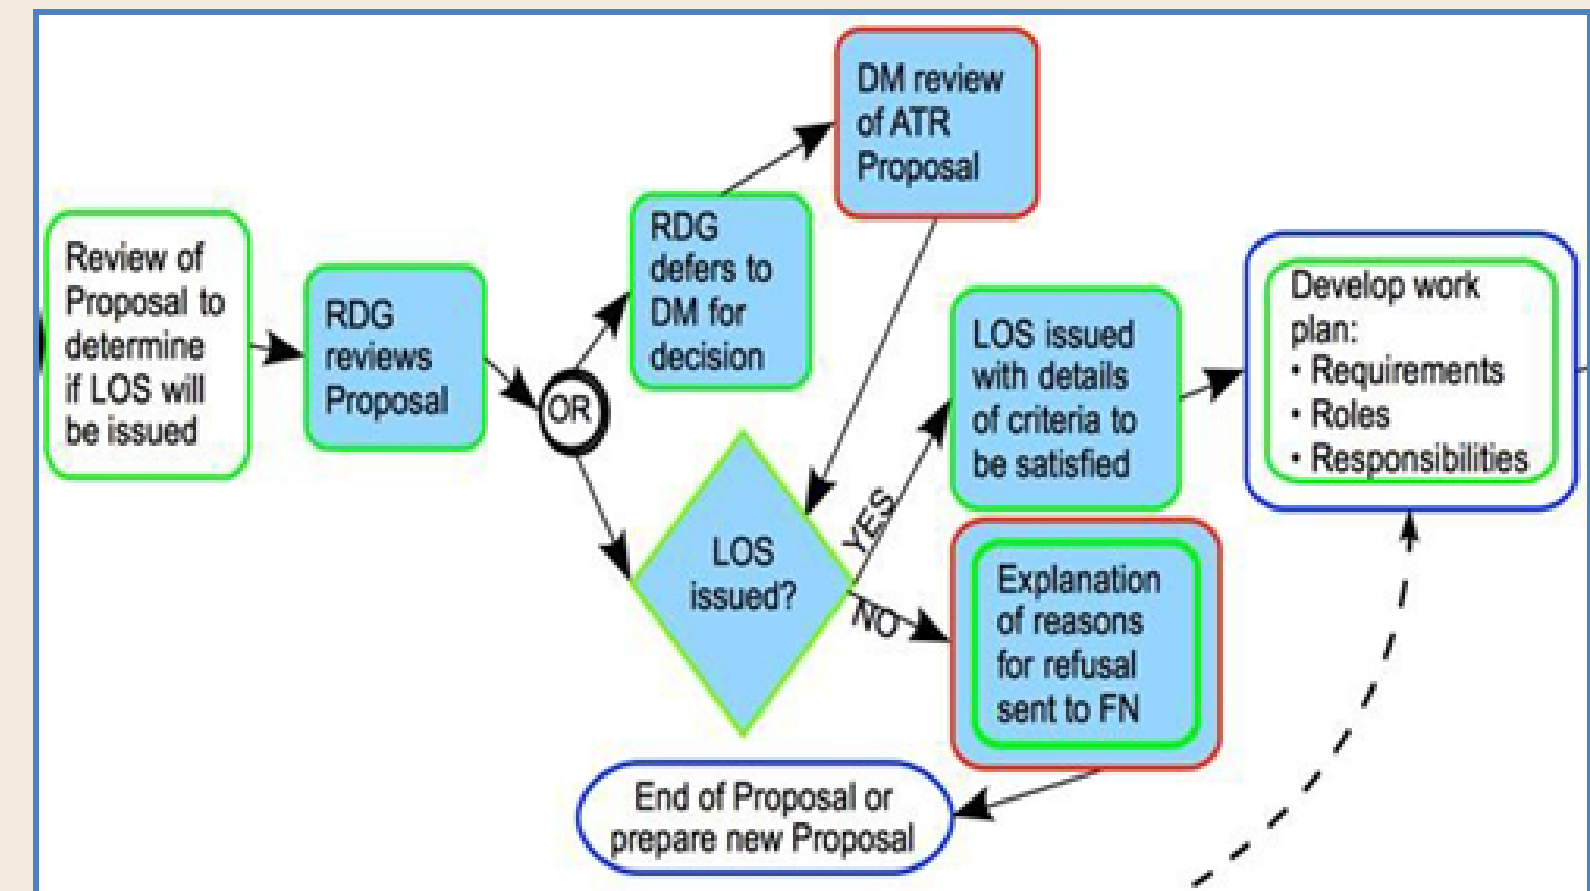 Review of
Proposal to
determine
if LOS will
be issued
RDG
reviews
Proposal
OR
RDG
defers to
DM for
decision
DM review
of ATR
Proposal
LOS
issued?
YES
NO
LOS issued
with details
of criteria to
be satisfied
Explanation
of reasons
for refusal
sent to FN
End of Proposal or
prepare new Proposal
Develop work
plan:
• Requirements
• Roles
• Responsibilities